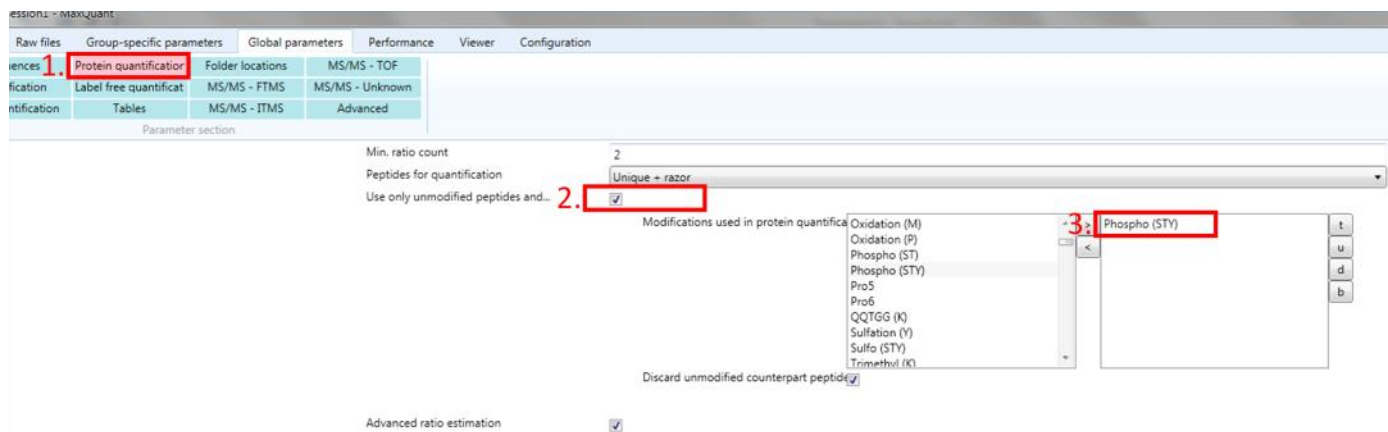 ession1 - MaxQuant
Raw files Group-specific parameters Global parameters Performance Viewer Configuration
uences 1. Protein quantificatior Folder locations MS/MS - TOF
fication Label free quantificat MS/MS - FTMS MS/MS - Unknown
ntification Tables MS/MS - ITMS Advanced
Parameter section
Min. ratio count 2
Peptides for quantification Unique + razor
Use only unmodified peptides and... 2.
Modifications used in protein quantifica Oxidation (M) > 3. Phospho (STY) t
Oxidation (P) < u
Phospho (ST)
Phospho (STY) d
Pro5 b
Pro6
QQTGG (K)
Sulfation (Y)
Sulfo (STY)
Trimethyl (K)
Discard unmodified counterpart peptide
Advanced ratio estimation